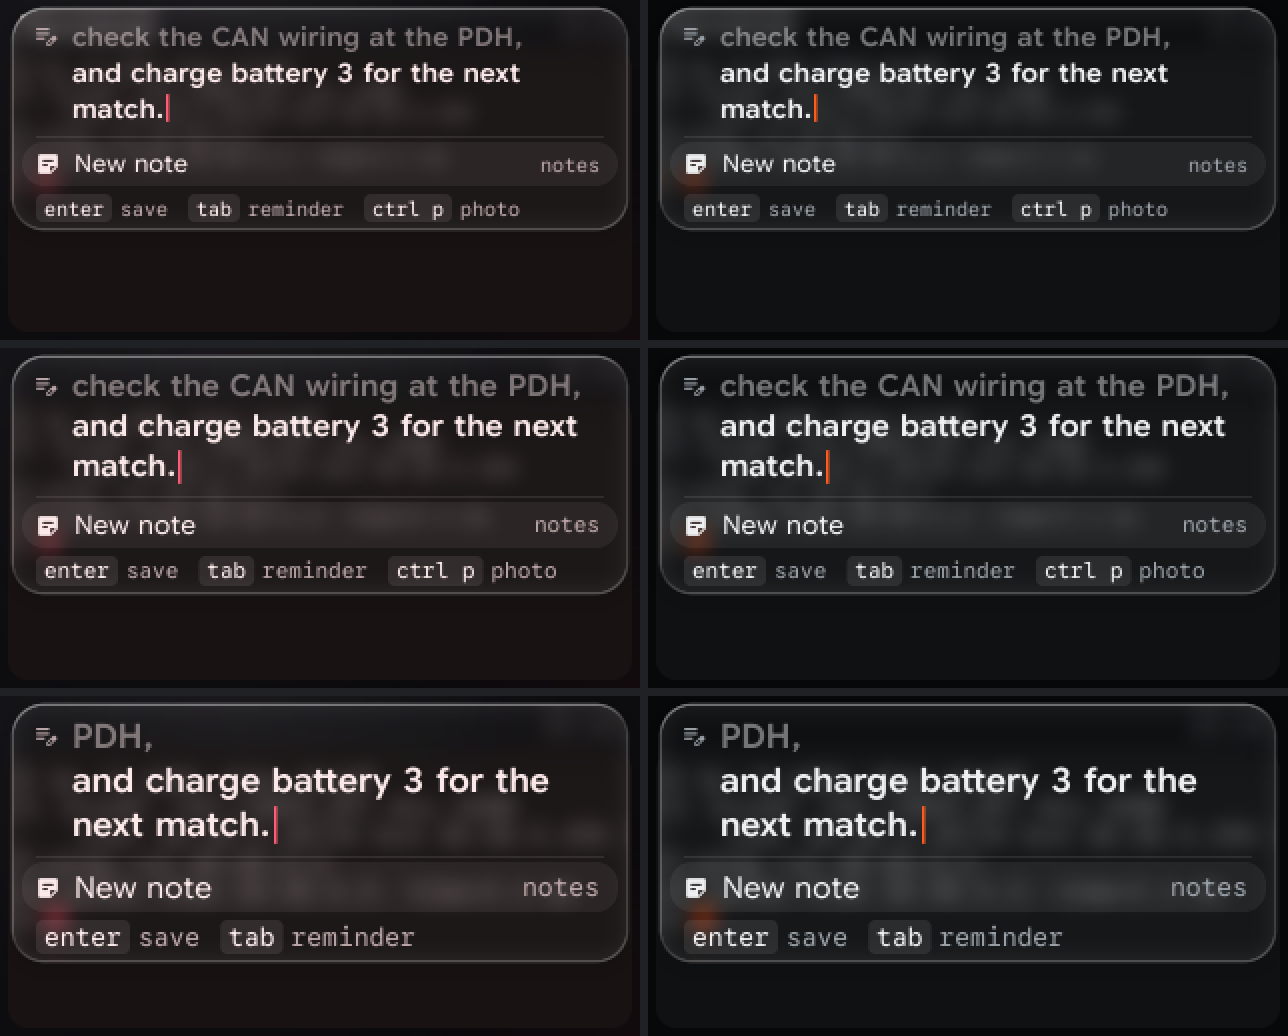 check the CAN wiring at the PDH,
and charge battery 3 for the next
match.
New note notes
enter save tab reminder ctrl p photo
check the CAN wiring at the PDH,
and charge battery 3 for the next
match.
New note notes
enter save tab reminder ctrl p photo
check the CAN wiring at the PDH,
and charge battery 3 for the next
match.
New note notes
enter save tab reminder ctrl p photo
check the CAN wiring at the PDH,
and charge battery 3 for the next
match.
New note notes
enter save tab reminder ctrl p photo
PDH,
and charge battery 3 for the
next match.
New note notes
enter save tab reminder
PDH,
and charge battery 3 for the
next match.
New note notes
enter save tab reminder